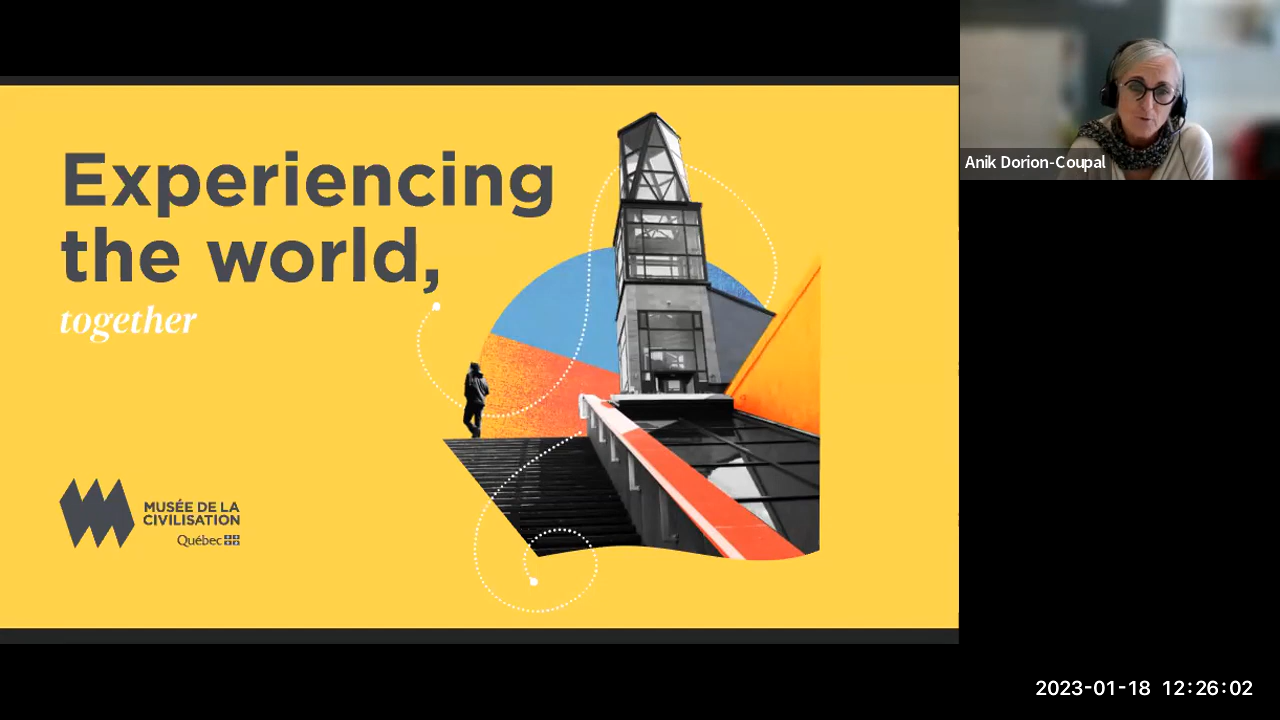 Experiencing
the world,
together
MUSÉE DE LA
CIVILISATION
Québec
Anik Dorion-Coupal
2023-01-18 12:26:02